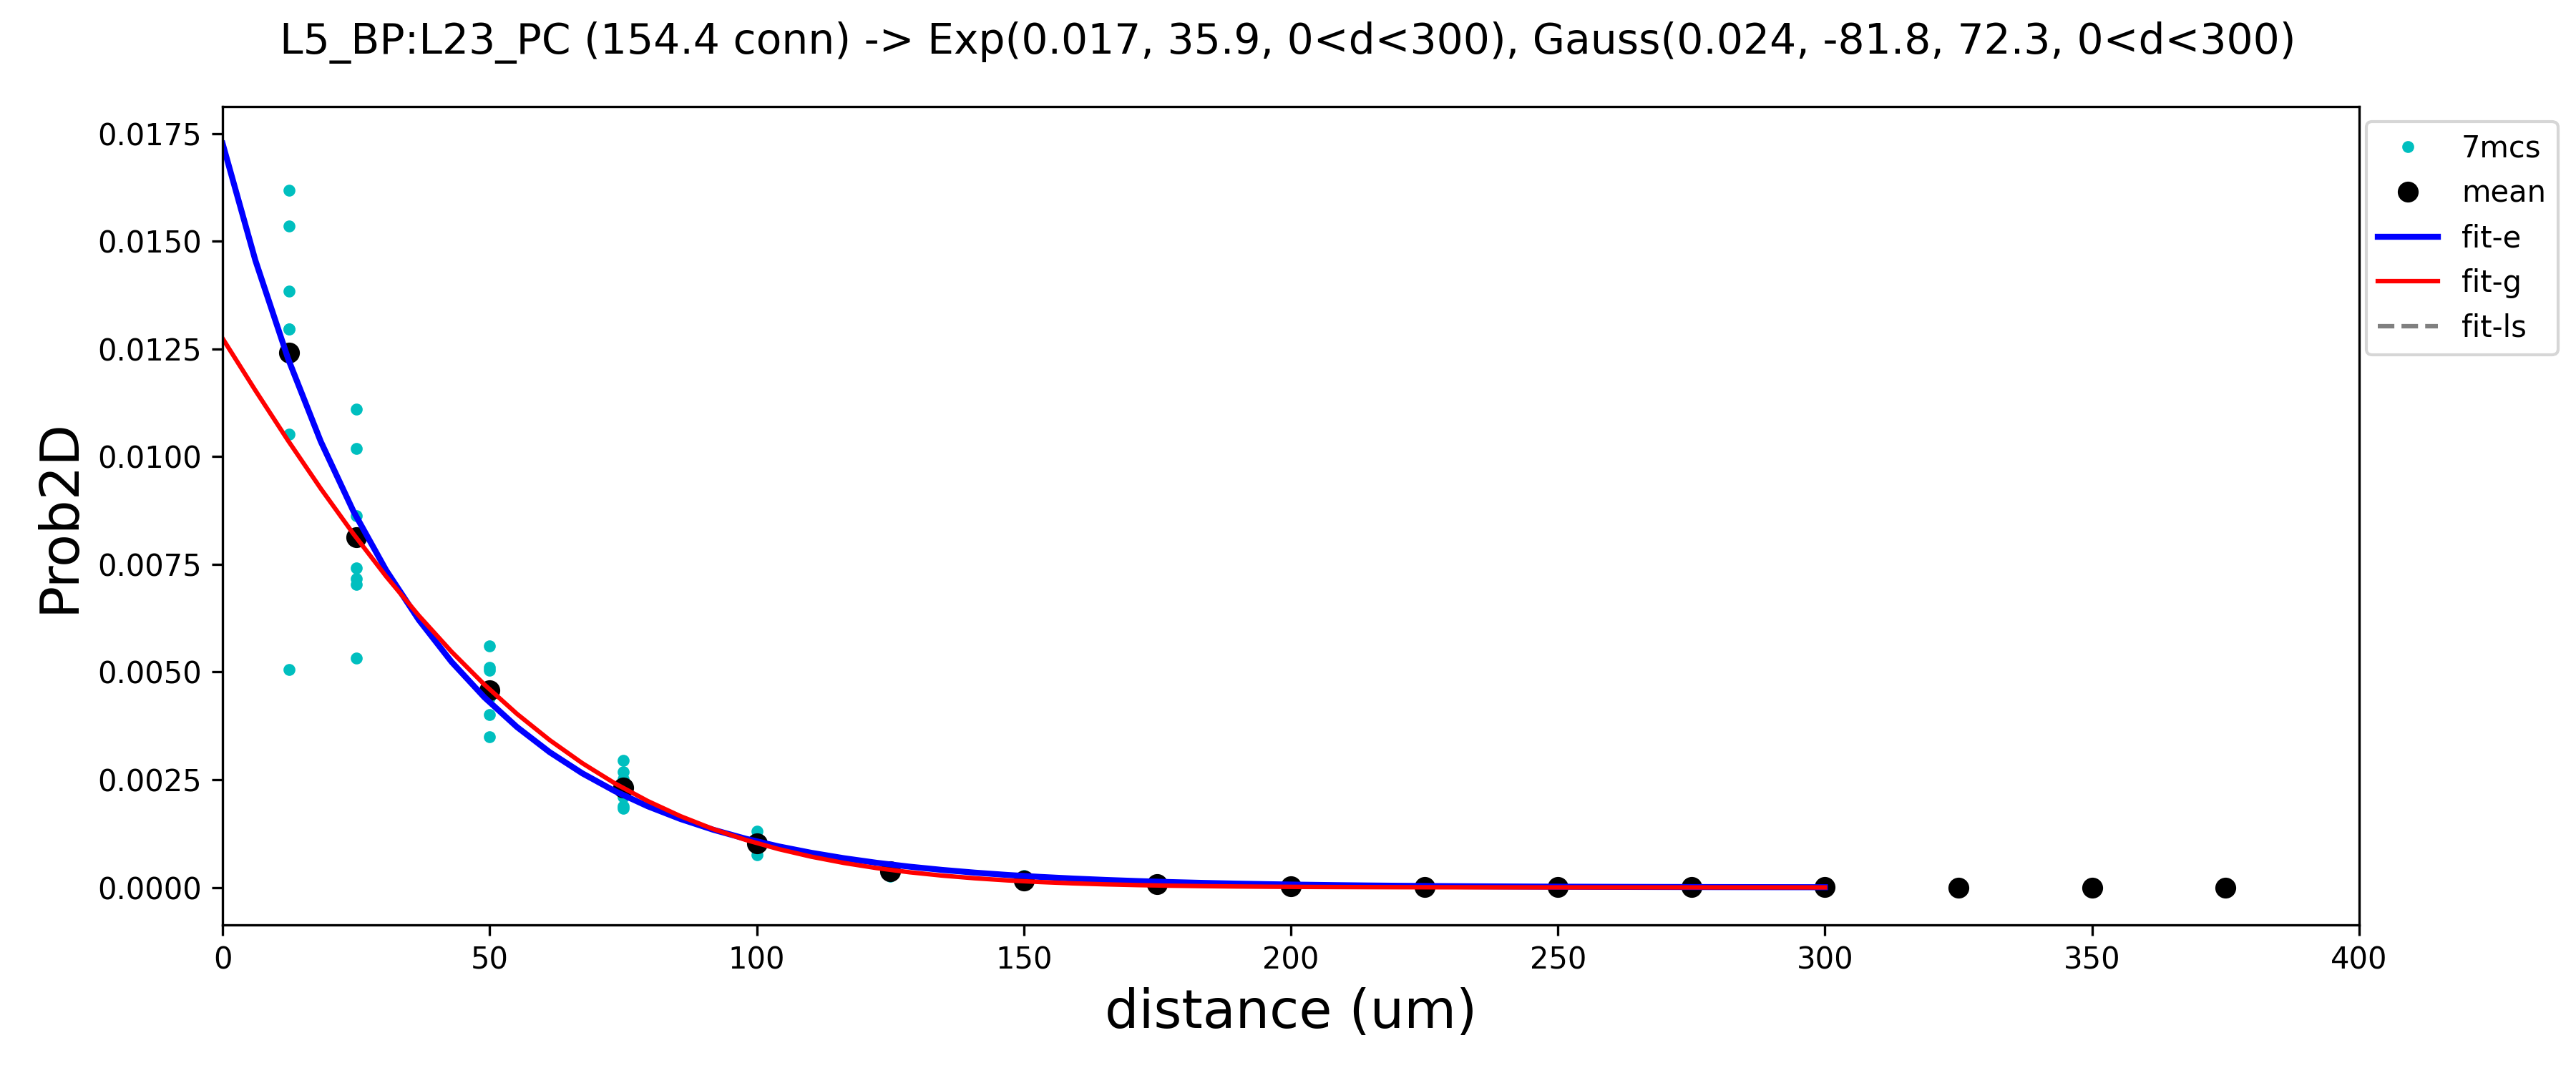 L5_BP:L23_PC (154.4 conn) -> Exp(0.017, 35.9, 0<d<300), Gauss(0.024, -81.8, 72.3, 0<d<300)
0.0175
0.0150
0.0125
0.0100
0.0075
0.0050
0.0025
0.0000
Prob2D
0 50 100 150 200 250 300 350 400
distance (um)
7mcs
mean
fit-e
fit-g
fit-ls